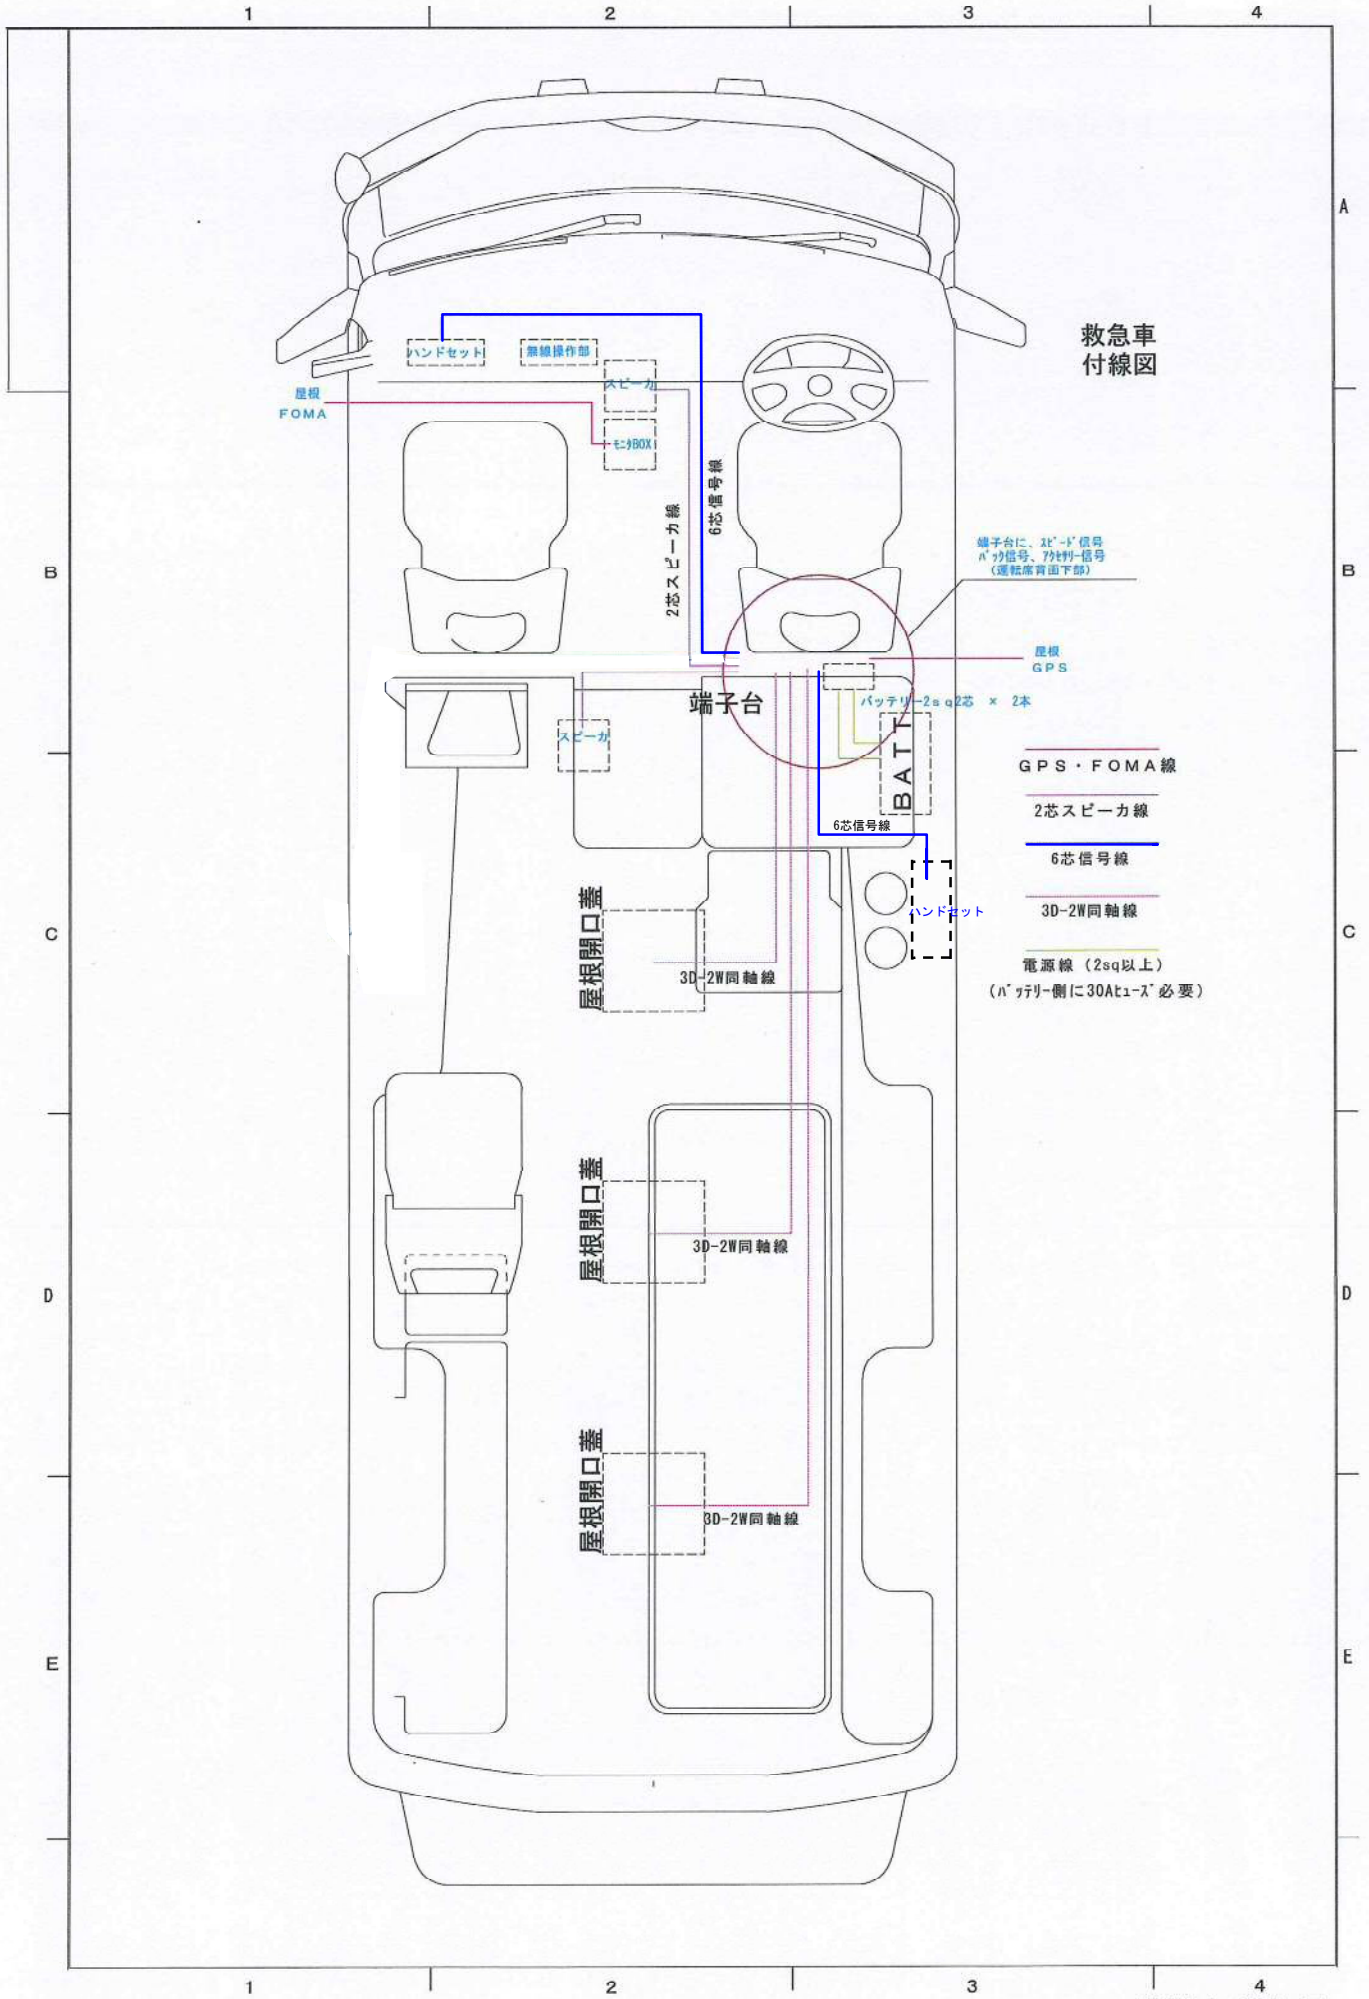 1 2 3 4
A
救急車
付線図
ハンドセット
無線操作部
スピーカ
屋根
FOMA
モニタBOX
6芯信号線
2芯スピーカ線
端子台に、スピード信号
バック信号、アクセサリー信号
(運転席背面下部)
B
B
屋根
GPS
端子台
バッテリー2sq2芯 × 2本
スピーカ
BATT
GPS・FOMA線
2芯スピーカ線
6芯信号線
6芯信号線
3D-2W同軸線
電源線 (2sq以上)
(バッテリー側に30Aヒューズ必要)
ハンドセット
C
C
屋根開口蓋
3D-2W同軸線
屋根開口蓋
3D-2W同軸線
D
D
屋根開口蓋
3D-2W同軸線
E
E
1 2 3 4